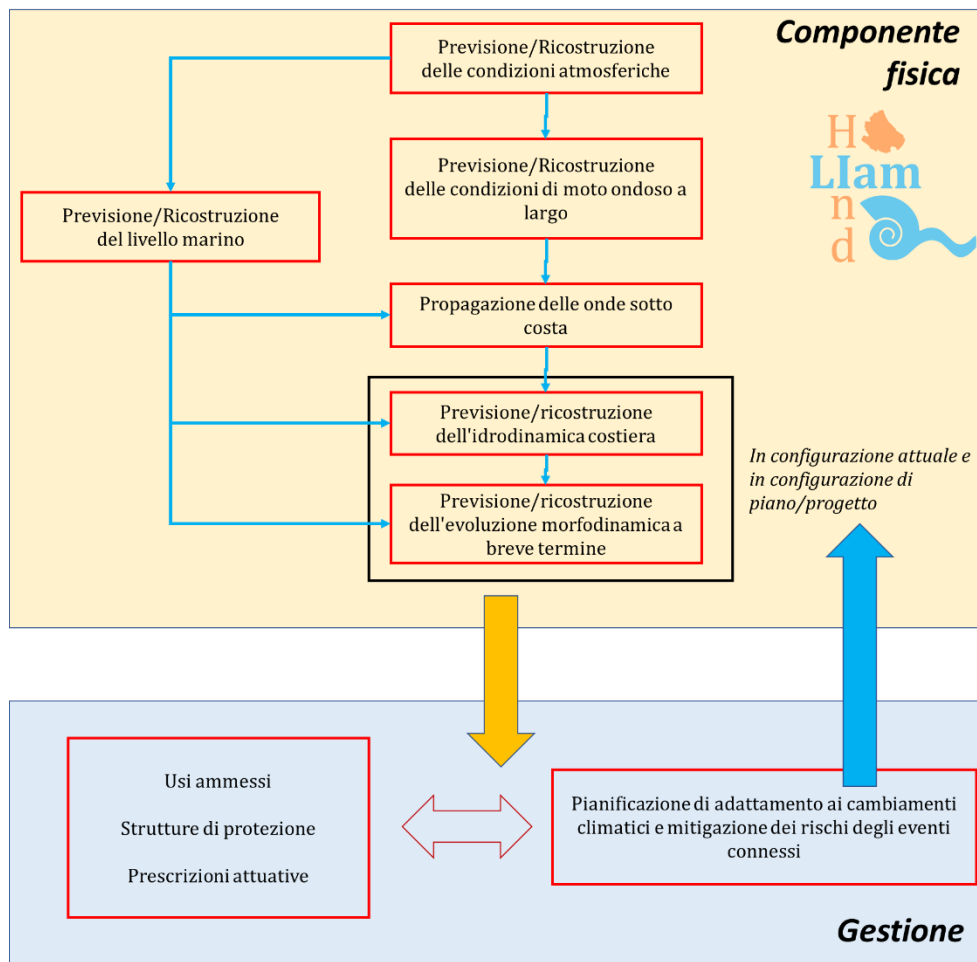 Componente
fisica
Previsione/Ricostruzione
delle condizioni atmosferiche
H
LIam
n
d
Previsione/Ricostruzione
delle condizioni di moto ondoso a
largo
Previsione/Ricostruzione
del livello marino
Propagazione delle onde sotto
costa
Previsione/ricostruzione
dell'idrodinamica costiera
Previsione/ricostruzione
dell'evoluzione morfodinamica a
breve termine
In configurazione attuale e
in configurazione di
piano/progetto
Usi ammessi
Strutture di protezione
Prescrizioni attuative
Pianificazione di adattamento ai cambiamenti
climatici e mitigazione dei rischi degli eventi
connessi
Gestione